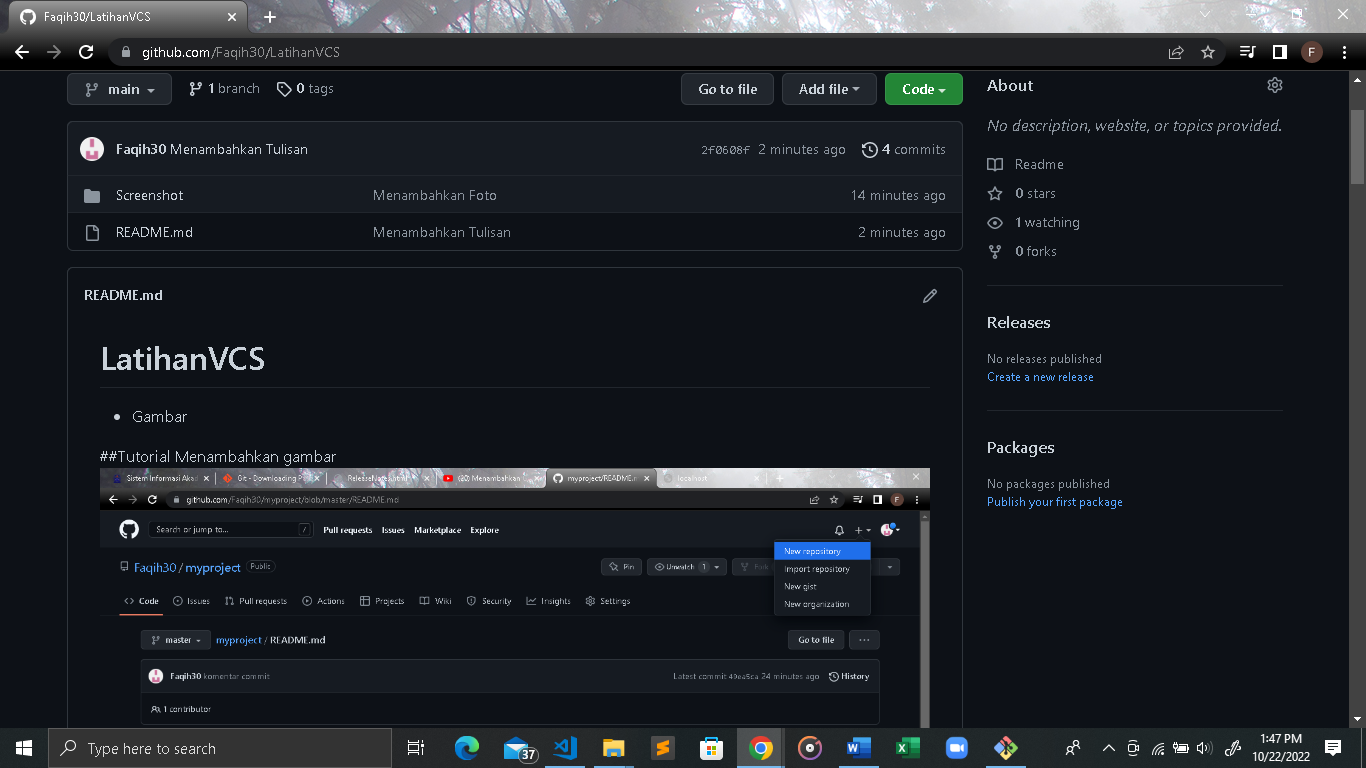 Faqih30/LatihanVCS
github.com/Faqih30/LatihanVCS
F
main
1 branch
0 tags
Go to file
Add file
Code
Faqih30 Menambahkan Tulisan
2f0608f 2 minutes ago
4 commits
Screenshot Menambahkan Foto 14 minutes ago
README.md Menambahkan Tulisan 2 minutes ago
README.md
LatihanVCS
Gambar
##Tutorial Menambahkan gambar
Sistem Informasi Akad
Git - Downloading P
ReleaseNotes.html
(20) Menambahkan
myproject/README.m
localhost
github.com/Faqih30/myproject/blob/master/README.md
F
Search or jump to... /
Pull requests Issues Marketplace Explore
New repository
Import repository
New gist
New organization
Faqih30 / myproject Public
Pin
Unwatch 1
Code Issues Pull requests Actions Projects Wiki Security Insights Settings
master
myproject / README.md
Go to file
Faqih30 komentar commit
Latest commit 49ea5ca 24 minutes ago
History
1 contributor
About
No description, website, or topics provided.
Readme
0 stars
1 watching
0 forks
Releases
No releases published
Create a new release
Packages
No packages published
Publish your first package
Type here to search
37
1:47 PM
10/22/2022